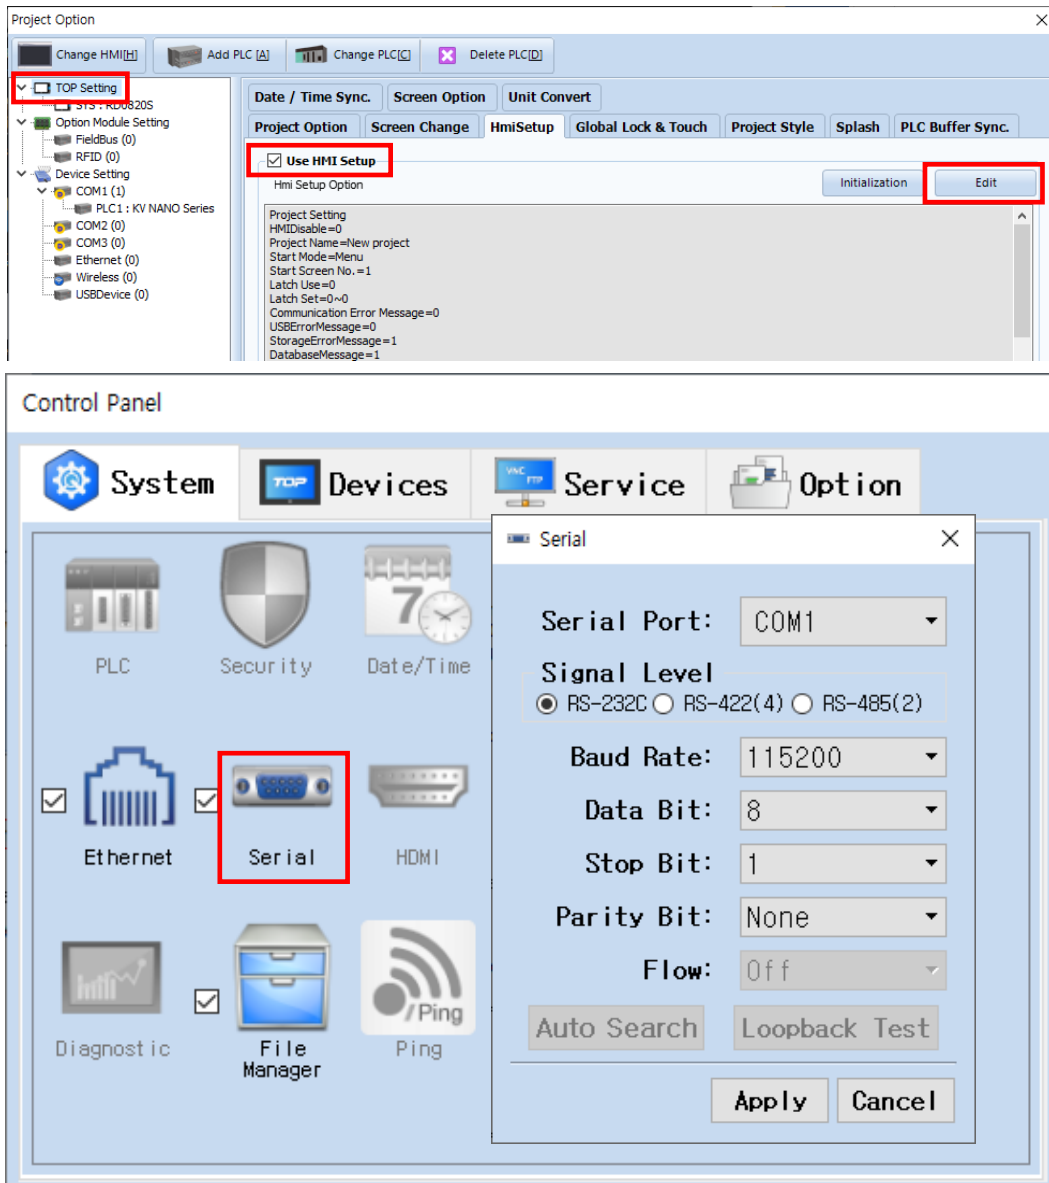 Project Option
Change HMI[H]
Add PLC [A]
Change PLC[C]
Delete PLC[D]
TOP Setting
SYS : RD0820S
Option Module Setting
FieldBus (0)
RFID (0)
Device Setting
COM1 (1)
PLC1 : KV NANO Series
COM2 (0)
COM3 (0)
Ethernet (0)
Wireless (0)
USBDevice (0)
Date / Time Sync.
Screen Option
Unit Convert
Project Option
Screen Change
HmiSetup
Global Lock & Touch
Project Style
Splash
PLC Buffer Sync.
Use HMI Setup
Hmi Setup Option
Initialization
Edit
Project Setting
HMIDisable=0
Project Name=New project
Start Mode=Menu
Start Screen No.=1
Latch Use=0
Latch Set=0~0
Communication Error Message=0
USBErrorMessage=0
StorageErrorMessage=1
DatabaseMessage=1
Control Panel
System
TOP
Devices
VNC
FTP
Service
Option
PLC
Security
7
Date/Time
Ethernet
Serial
HDMI
Diagnostic
File
Manager
/Ping
Ping
Serial
Serial Port: COM1
Signal Level
RS-232C RS-422(4) RS-485(2)
Baud Rate: 115200
Data Bit: 8
Stop Bit: 1
Parity Bit: None
Flow: Off
Auto Search
Loopback Test
Apply
Cancel